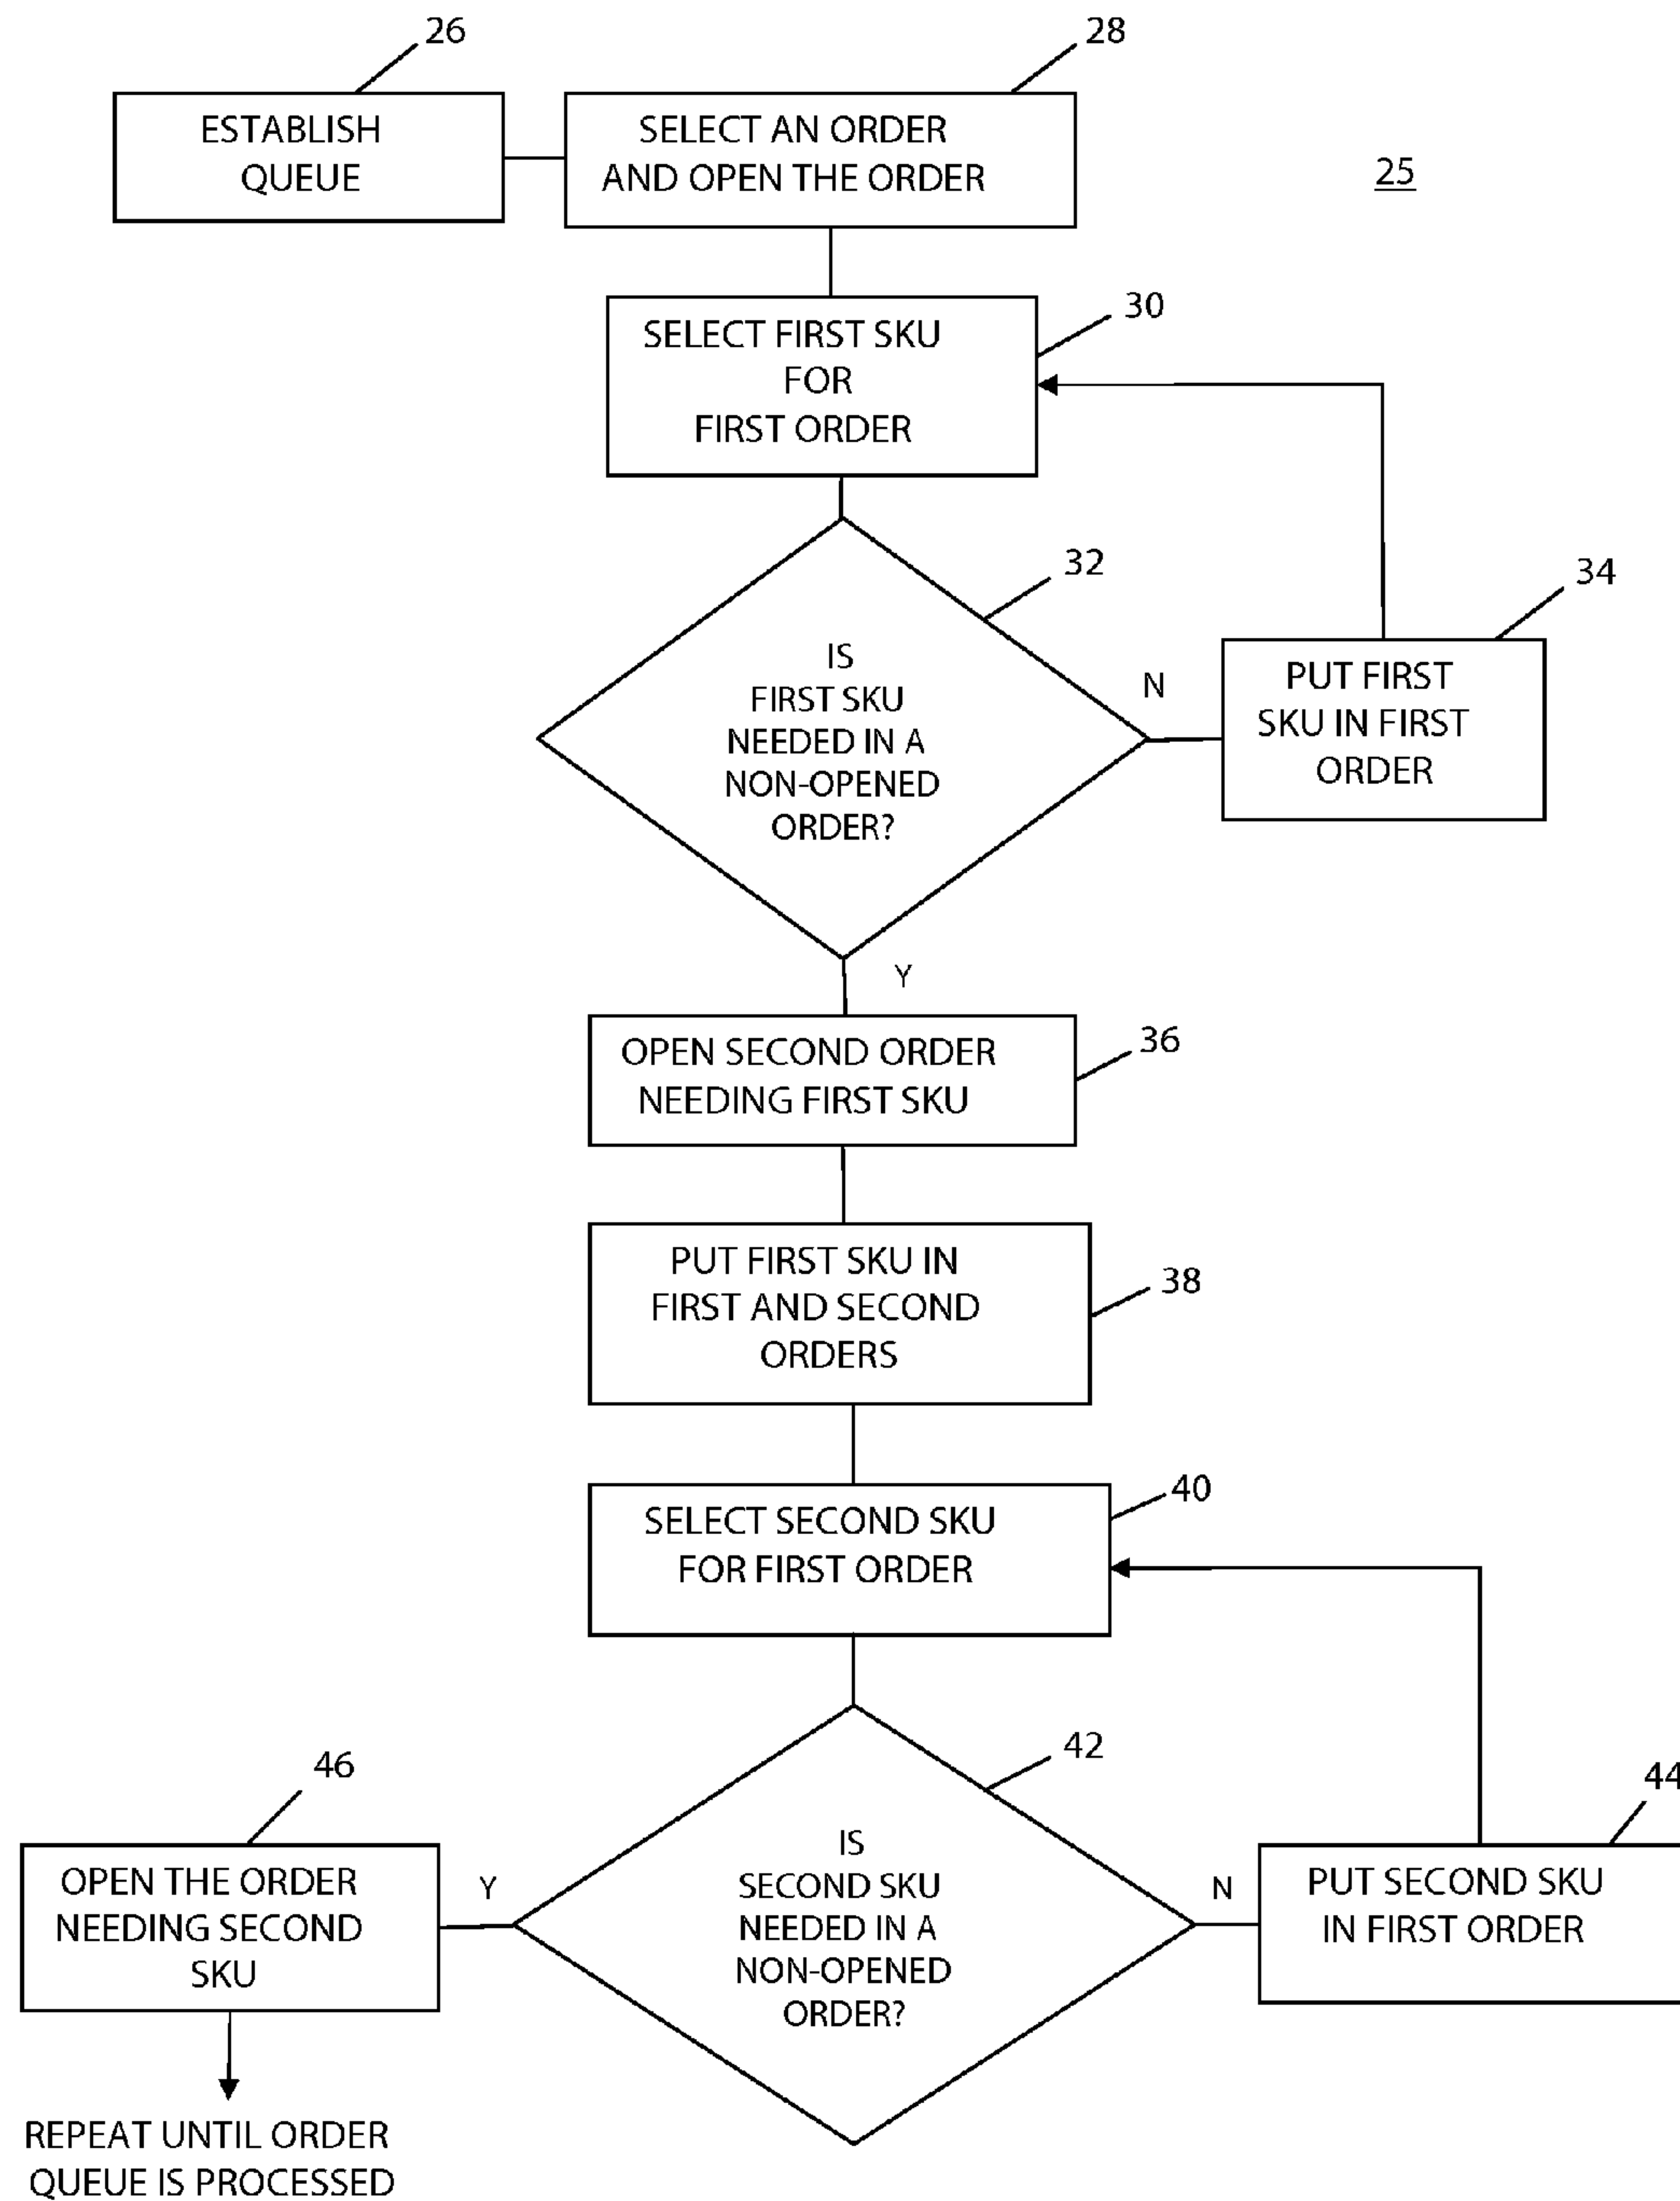 26
28
ESTABLISH
QUEUE
SELECT AN ORDER
AND OPEN THE ORDER
25
30
SELECT FIRST SKU
FOR
FIRST ORDER
32
34
IS
FIRST SKU
NEEDED IN A
NON-OPENED
ORDER?
N
PUT FIRST
SKU IN FIRST
ORDER
Y
36
OPEN SECOND ORDER
NEEDING FIRST SKU
38
PUT FIRST SKU IN
FIRST AND SECOND
ORDERS
40
SELECT SECOND SKU
FOR FIRST ORDER
42
46
44
IS
SECOND SKU
NEEDED IN A
NON-OPENED
ORDER?
Y
OPEN THE ORDER
NEEDING SECOND
SKU
N
PUT SECOND SKU
IN FIRST ORDER
REPEAT UNTIL ORDER
QUEUE IS PROCESSED